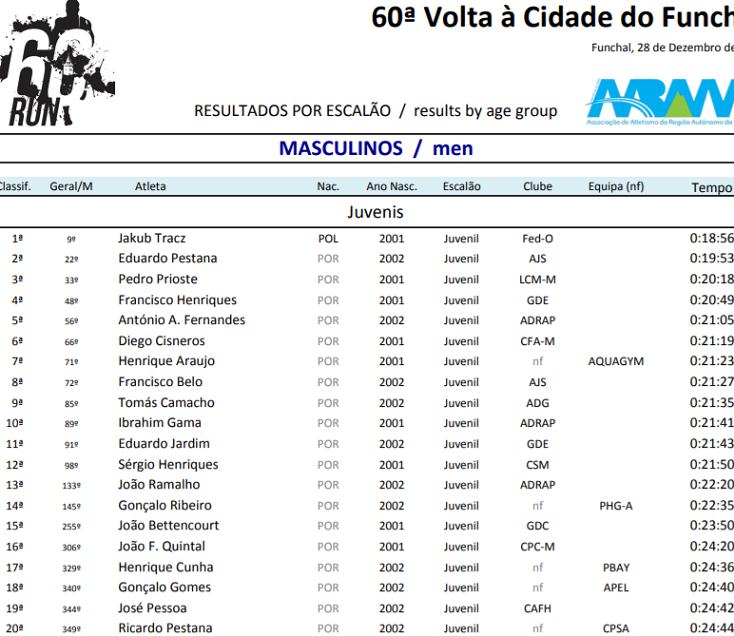 60ª Volta à Cidade do Funch
Funchal, 28 de Dezembro de
60
RUN
RESULTADOS POR ESCALÃO / results by age group
AARAM
Associação de Atletismo da Região Autónoma da
MASCULINOS / men
Classif. Geral/M Atleta Nac. Ano Nasc. Escalão Clube Equipa (nf) Tempo
Juvenis
1ª 9º Jakub Tracz POL 2001 Juvenil Fed-O 0:18:56
2ª 22º Eduardo Pestana POR 2002 Juvenil AJS 0:19:53
3ª 33º Pedro Prioste POR 2001 Juvenil LCM-M 0:20:18
4ª 48º Francisco Henriques POR 2001 Juvenil GDE 0:20:49
5ª 56º António A. Fernandes POR 2002 Juvenil ADRAP 0:21:05
6ª 66º Diego Cisneros POR 2001 Juvenil CFA-M 0:21:19
7ª 71º Henrique Araujo POR 2001 Juvenil nf AQUAGYM 0:21:23
8ª 72º Francisco Belo POR 2002 Juvenil AJS 0:21:27
9ª 85º Tomás Camacho POR 2002 Juvenil ADG 0:21:35
10ª 89º Ibrahim Gama POR 2001 Juvenil ADRAP 0:21:41
11ª 91º Eduardo Jardim POR 2002 Juvenil GDE 0:21:43
12ª 98º Sérgio Henriques POR 2001 Juvenil CSM 0:21:50
13ª 133º João Ramalho POR 2002 Juvenil ADRAP 0:22:20
14ª 145º Gonçalo Ribeiro POR 2002 Juvenil nf PHG-A 0:22:35
15ª 255º João Bettencourt POR 2001 Juvenil GDC 0:23:50
16ª 306º João F. Quintal POR 2001 Juvenil CPC-M 0:24:20
17ª 329º Henrique Cunha POR 2002 Juvenil nf PBAY 0:24:36
18ª 340º Gonçalo Gomes POR 2002 Juvenil nf APEL 0:24:40
19ª 344º José Pessoa POR 2002 Juvenil CAFH 0:24:42
20ª 349º Ricardo Pestana POR 2002 Juvenil nf CPSA 0:24:44